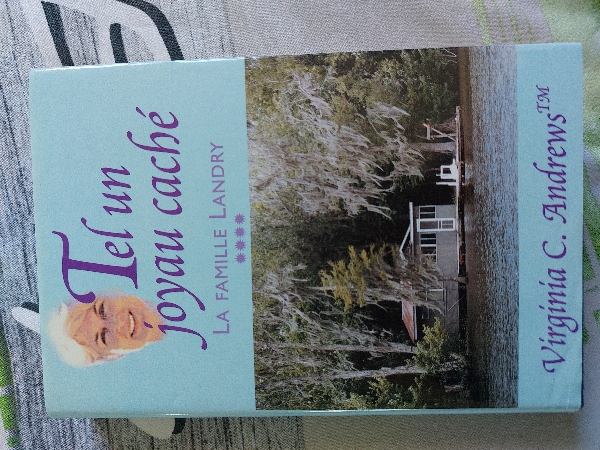 Tel un
joyau caché
LA FAMILLE LANDRY
****
Virginia C. Andrews™